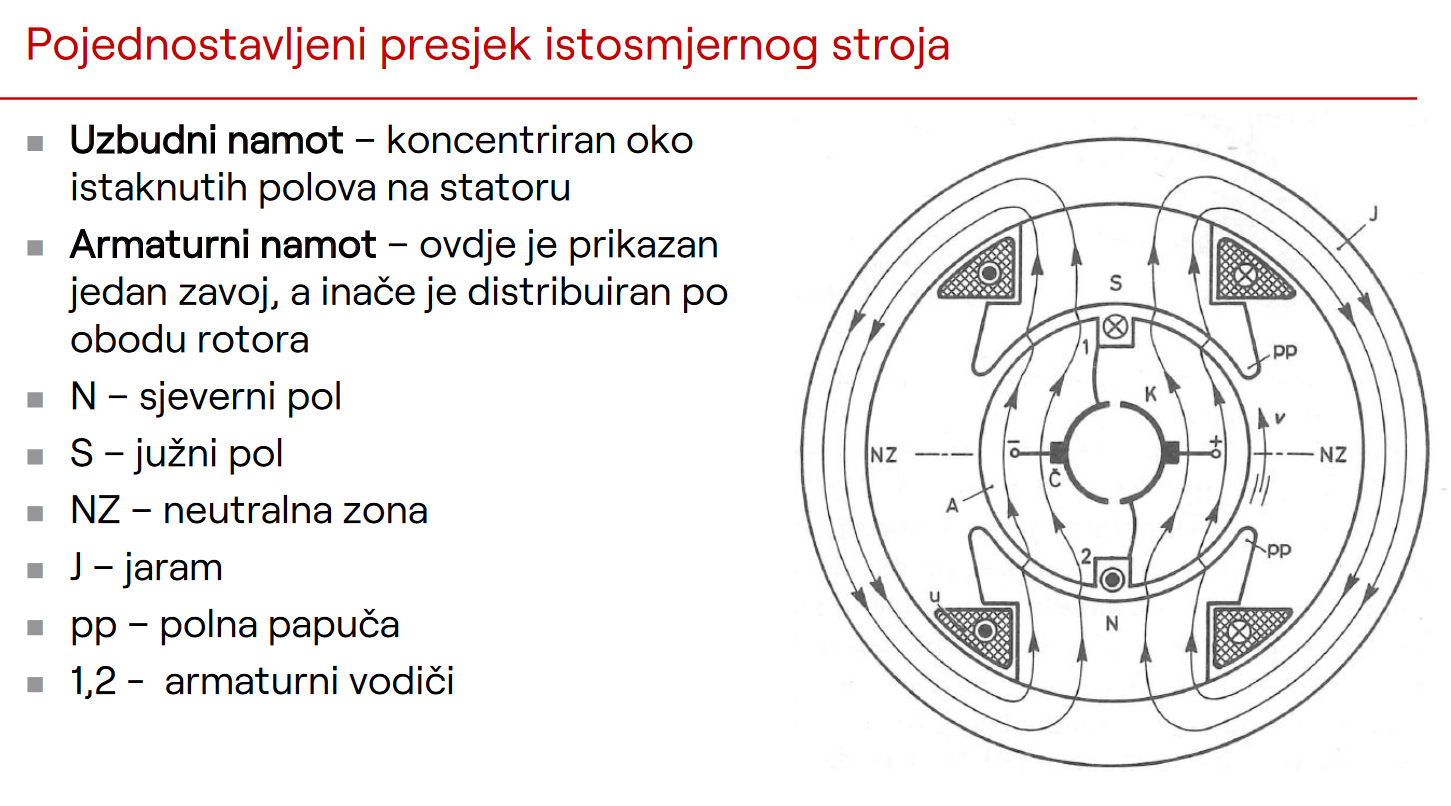 Pojednostavljeni presjek istosmjernog stroja
Uzbudni namot – koncentriran oko
istaknutih polova na statoru
Armaturni namot – ovdje je prikazan
jedan zavoj, a inače je distribuiran po
obodu rotora
N – sjeverni pol
S – južni pol
NZ – neutralna zona
J – jaram
pp – polna papuča
1,2 - armaturni vodiči
J
S
1
pp
K
v
NZ
–
+
NZ
Č
A
2
pp
u
N